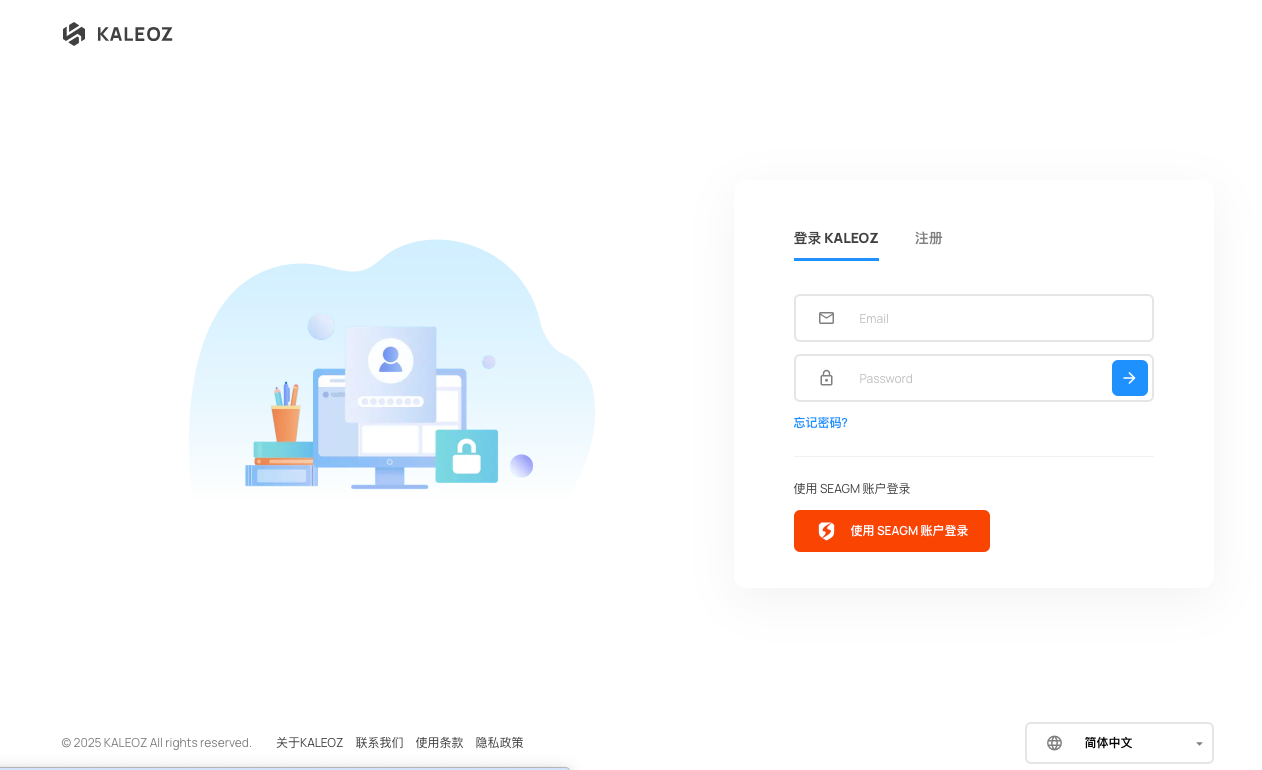 KALEOZ
登录 KALEOZ
注册
Email
Password
忘记密码?
使用 SEAGM 账户登录
使用 SEAGM 账户登录
© 2025 KALEOZ All rights reserved.
关于KALEOZ 联系我们 使用条款 隐私政策
简体中文